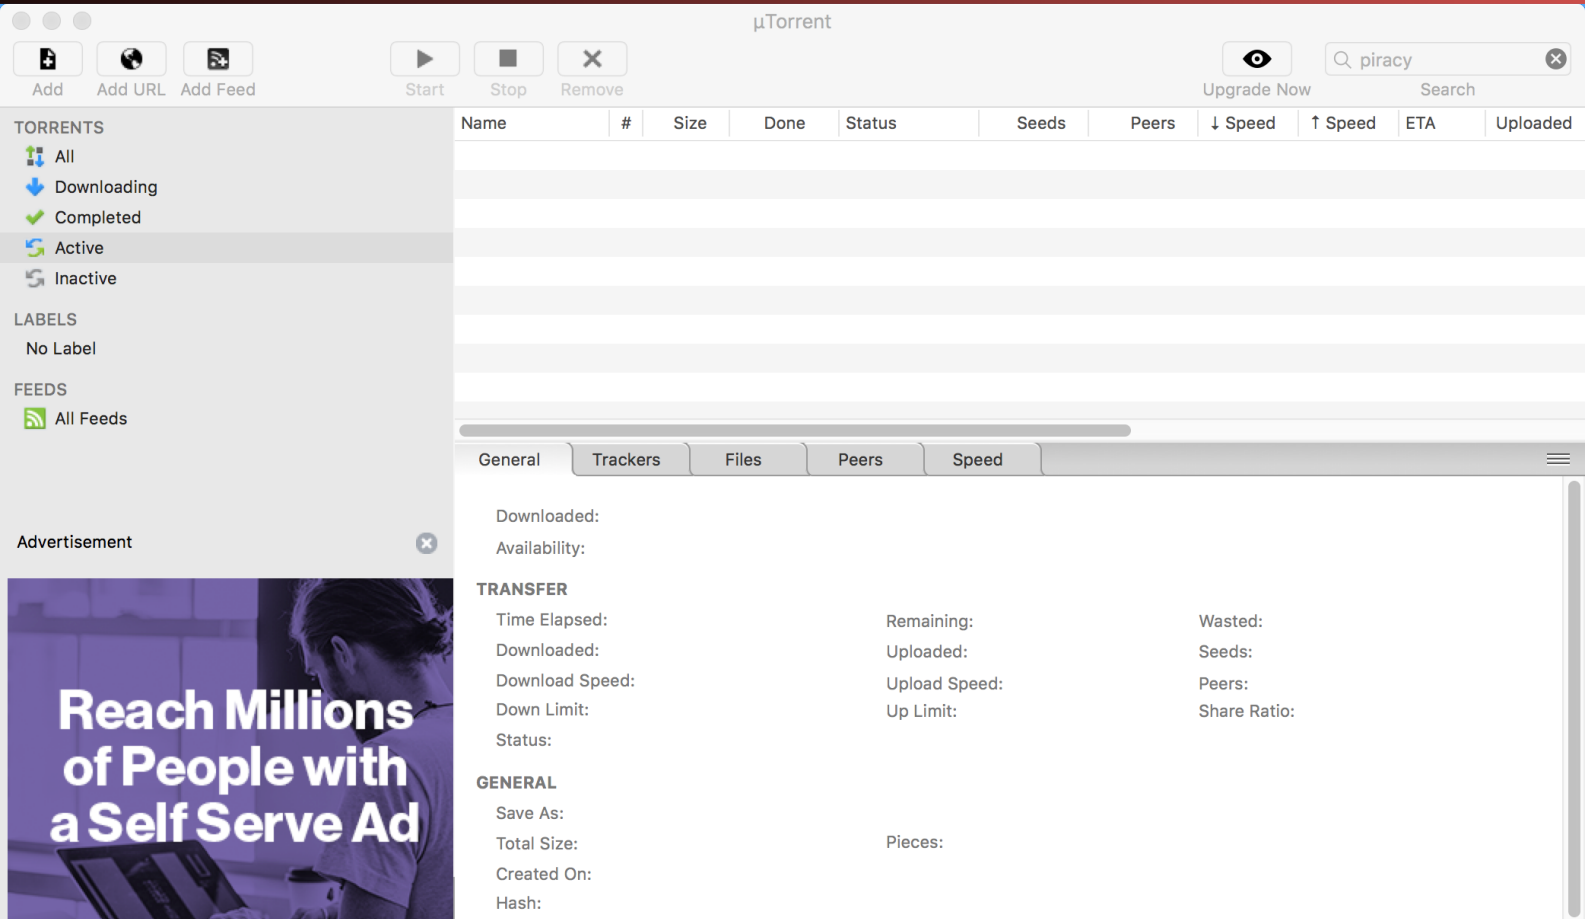 µTorrent
Add
Add URL
Add Feed
Start
Stop
Remove
Upgrade Now
piracy
Search
TORRENTS
All
Downloading
Completed
Active
Inactive
LABELS
No Label
FEEDS
All Feeds
Advertisement
Reach Millions
of People with
a Self Serve Ad
Name # Size Done Status Seeds Peers ↓ Speed ↑ Speed ETA Uploaded
General Trackers Files Peers Speed
Downloaded:
Availability:
TRANSFER
Time Elapsed: Remaining: Wasted:
Downloaded: Uploaded: Seeds:
Download Speed: Upload Speed: Peers:
Down Limit: Up Limit: Share Ratio:
Status:
GENERAL
Save As:
Total Size: Pieces:
Created On:
Hash: